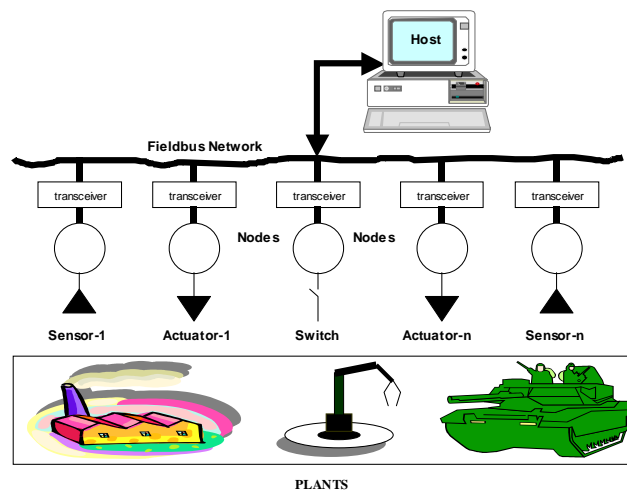 Host
Fieldbus Network
transceiver transceiver transceiver transceiver transceiver
Nodes Nodes
Sensor-1 Actuator-1 Switch Actuator-n Sensor-n
PLANTS